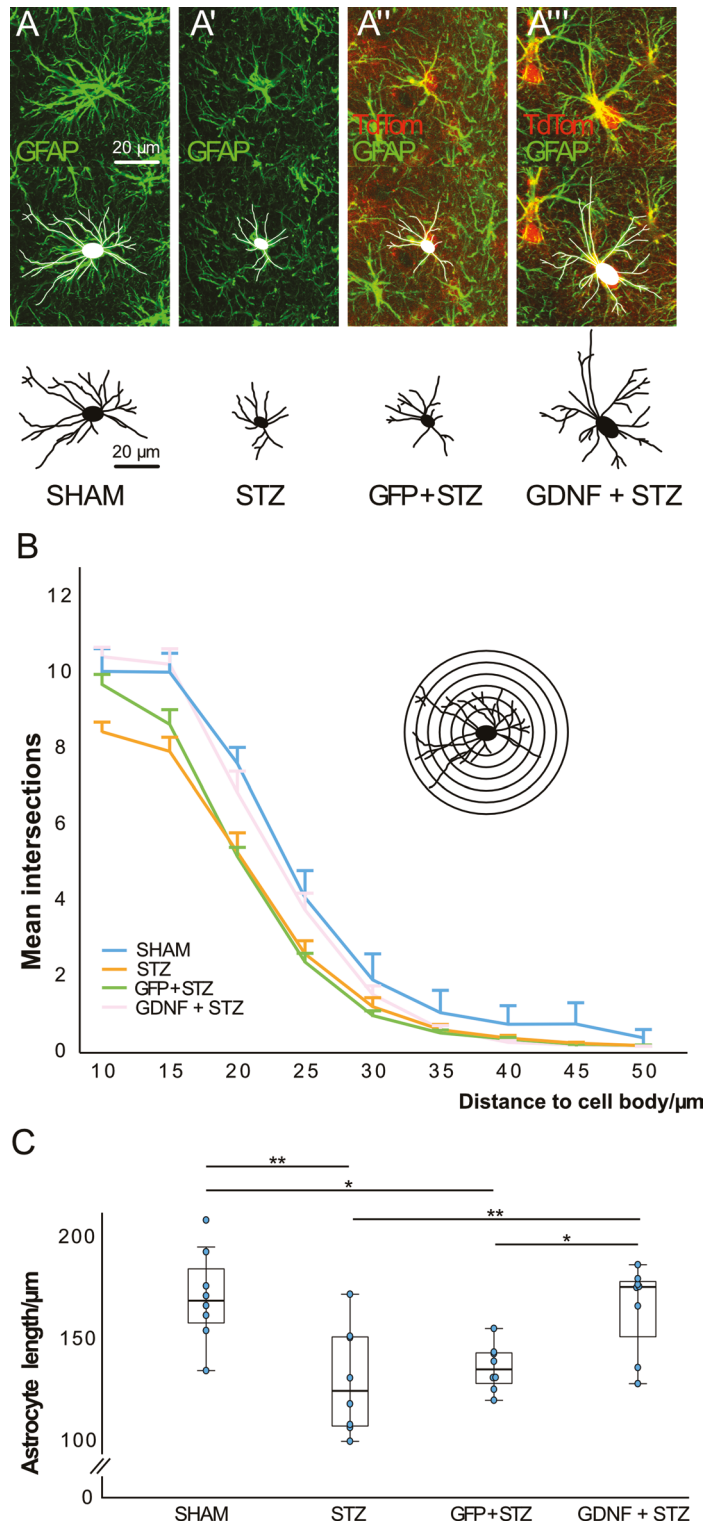 A A' A'' A'''
TdTom TdTom
GFAP GFAP GFAP GFAP
20 µm
20 µm
SHAM STZ GFP+STZ GDNF + STZ
B
12
10
8
6
4
2
0
Mean intersections
SHAM
STZ
GFP+STZ
GDNF + STZ
10 15 20 25 30 35 40 45 50
Distance to cell body/µm
C
**
*
**
*
200
150
100
0
Astrocyte length/µm
SHAM STZ GFP+STZ GDNF + STZ